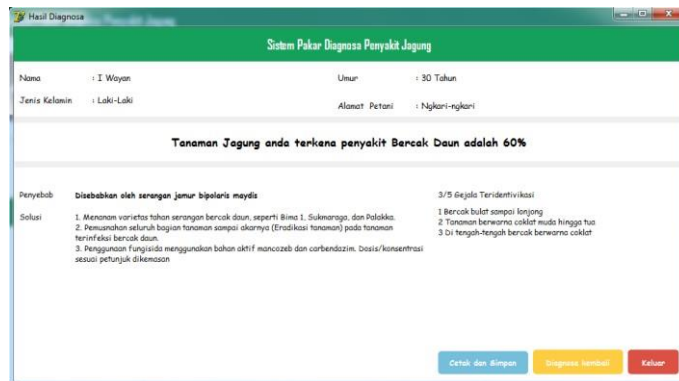 Hasil Diagnosa
Sistem Pakar Diagnosa Penyakit Jagung
Nama : I Wayan Umur : 30 Tahun
Jenis Kelamin : Laki-Laki Alamat Petani : Ngkari-ngkari
Tanaman Jagung anda terkena penyakit Bercak Daun adalah 60%
Penyebab Disebabkan oleh serangan jamur bipolaris maydis
Solusi 1. Menanam varietas tahan serangan bercak daun, seperti Bima 1, Sukmaraga, dan Palakka.
2. Pemusnahan seluruh bagian tanaman sampai akarnya (Eradikasi tanaman) pada tanaman
terinfeksi bercak daun.
3. Penggunaan fungisida menggunakan bahan aktif mancozeb dan carbendazim. Dosis/konsentrasi
sesuai petunjuk dikemasan
3/5 Gejala Teridentivikasi
1 Bercak bulat sampai lonjong
2 Tanaman berwarna coklat muda hingga tua
3 Di tengah-tengah bercak berwarna coklat
Cetak dan Simpan Diagnosa kembali Keluar